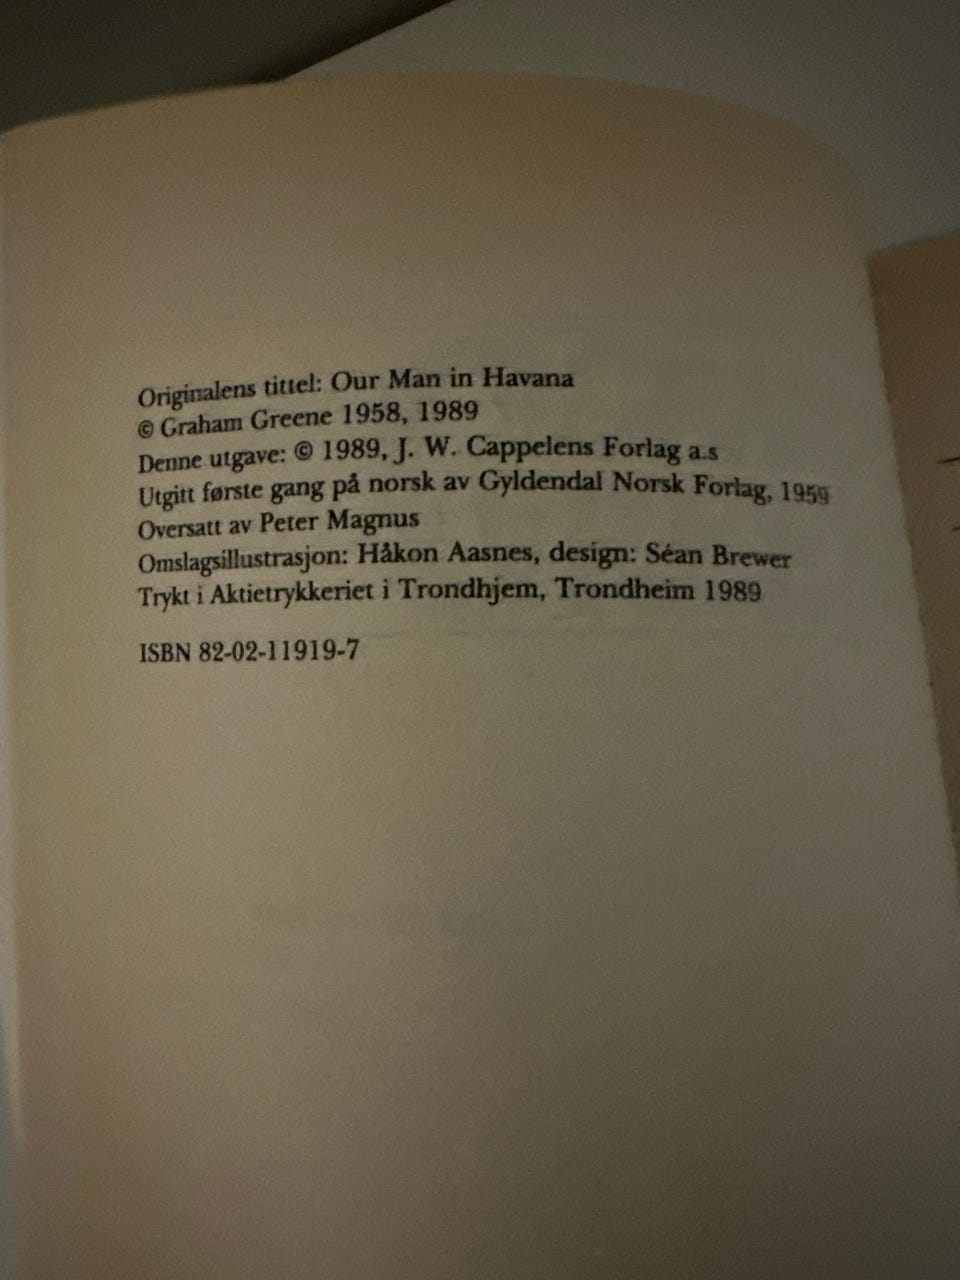 Originalens tittel: Our Man in Havana
© Graham Greene 1958, 1989
Denne utgave: © 1989, J. W. Cappelens Forlag a.s
Utgitt første gang på norsk av Gyldendal Norsk Forlag, 1959
Oversatt av Peter Magnus
Omslagsillustrasjon: Håkon Aasnes, design: Séan Brewer
Trykt i Aktietrykkeriet i Trondhjem, Trondheim 1989
ISBN 82-02-11919-7